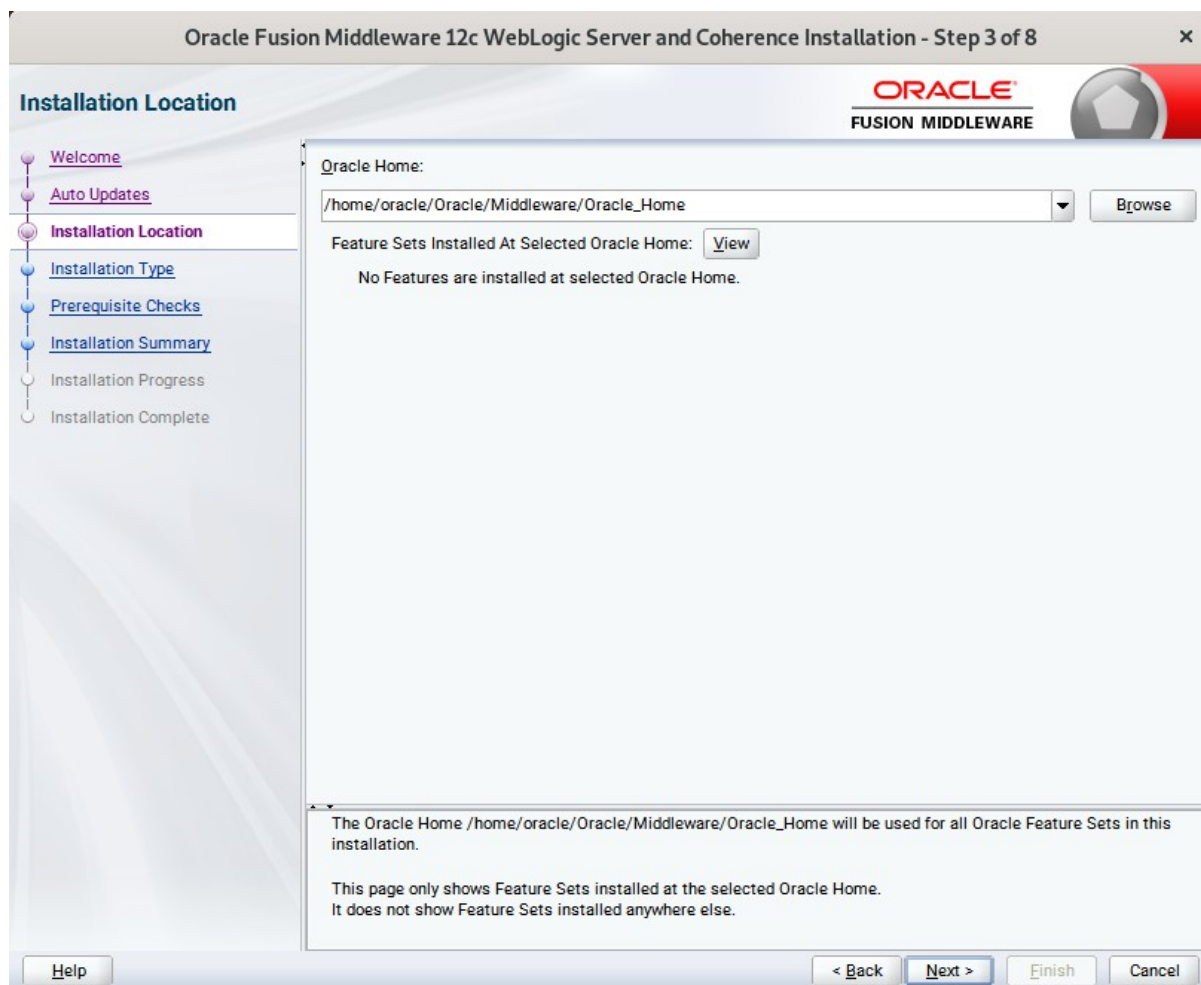 Oracle Fusion Middleware 12c WebLogic Server and Coherence Installation - Step 3 of 8
Installation Location
ORACLE
FUSION MIDDLEWARE
Welcome
Auto Updates
Installation Location
Installation Type
Prerequisite Checks
Installation Summary
Installation Progress
Installation Complete
Oracle Home:
/home/oracle/Oracle/Middleware/Oracle_Home
Browse
Feature Sets Installed At Selected Oracle Home: View
No Features are installed at selected Oracle Home.
The Oracle Home /home/oracle/Oracle/Middleware/Oracle_Home will be used for all Oracle Feature Sets in this
installation.
This page only shows Feature Sets installed at the selected Oracle Home.
It does not show Feature Sets installed anywhere else.
Help
< Back Next > Finish Cancel